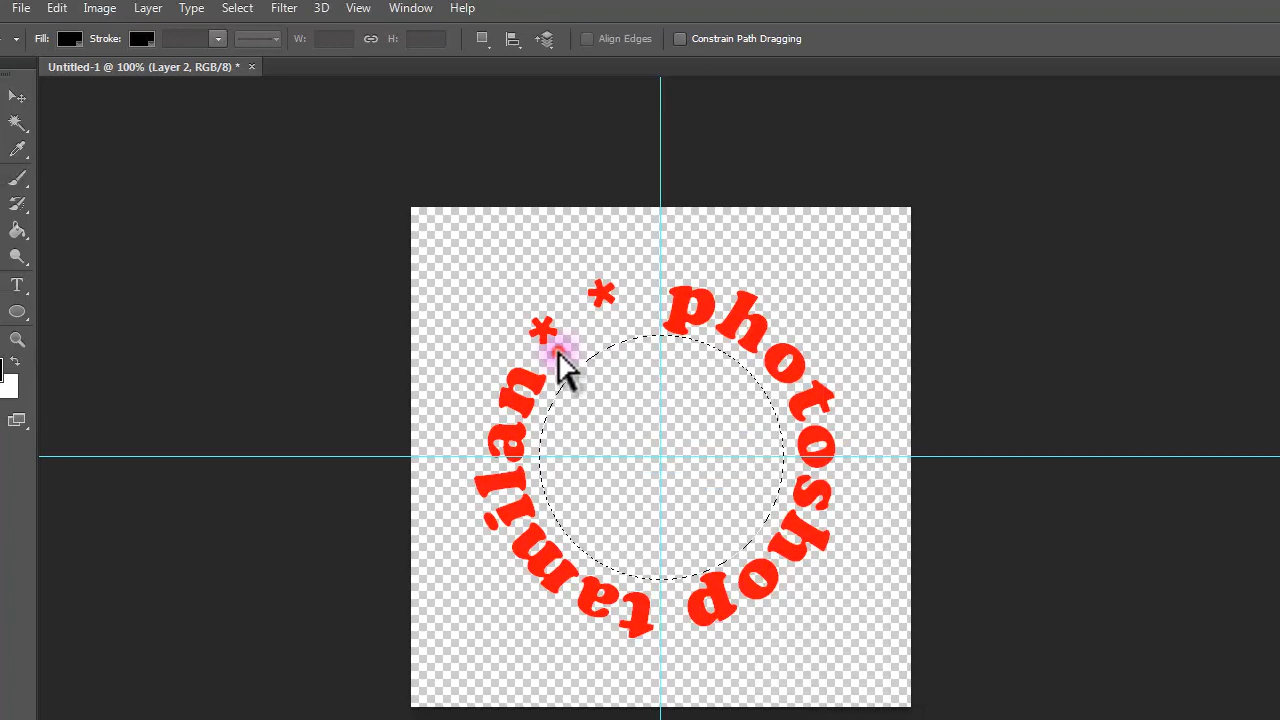 File Edit Image Layer Type Select Filter 3D View Window Help
Fill: Stroke: W: H: Align Edges Constrain Path Dragging
Untitled-1 @ 100% (Layer 2, RGB/8) * ×
T
photoshop tamilan * *